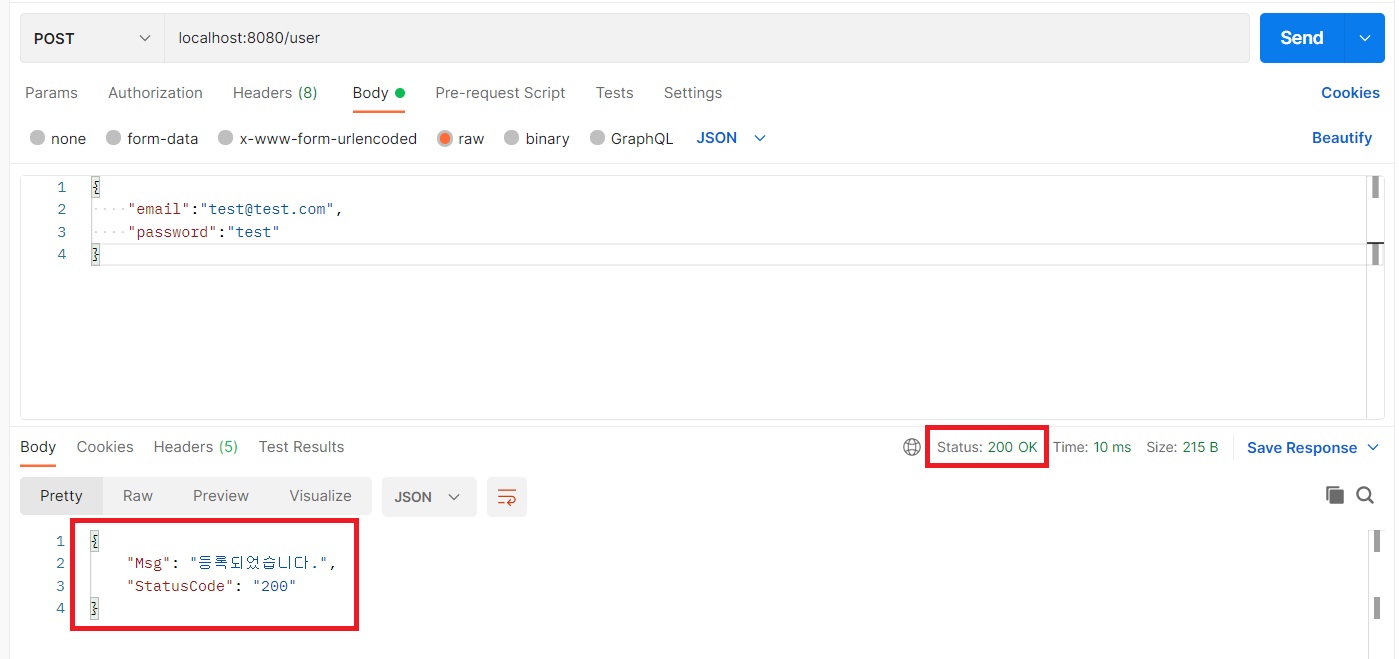 POST localhost:8080/user Send
Params Authorization Headers (8) Body Pre-request Script Tests Settings Cookies
none form-data x-www-form-urlencoded raw binary GraphQL JSON Beautify
1 {
2 "email":"test@test.com",
3 "password":"test"
4 }
Body Cookies Headers (5) Test Results Status: 200 OK Time: 10 ms Size: 215 B Save Response
Pretty Raw Preview Visualize JSON
1 {
2 "Msg": "등록되었습니다.",
3 "StatusCode": "200"
4 }